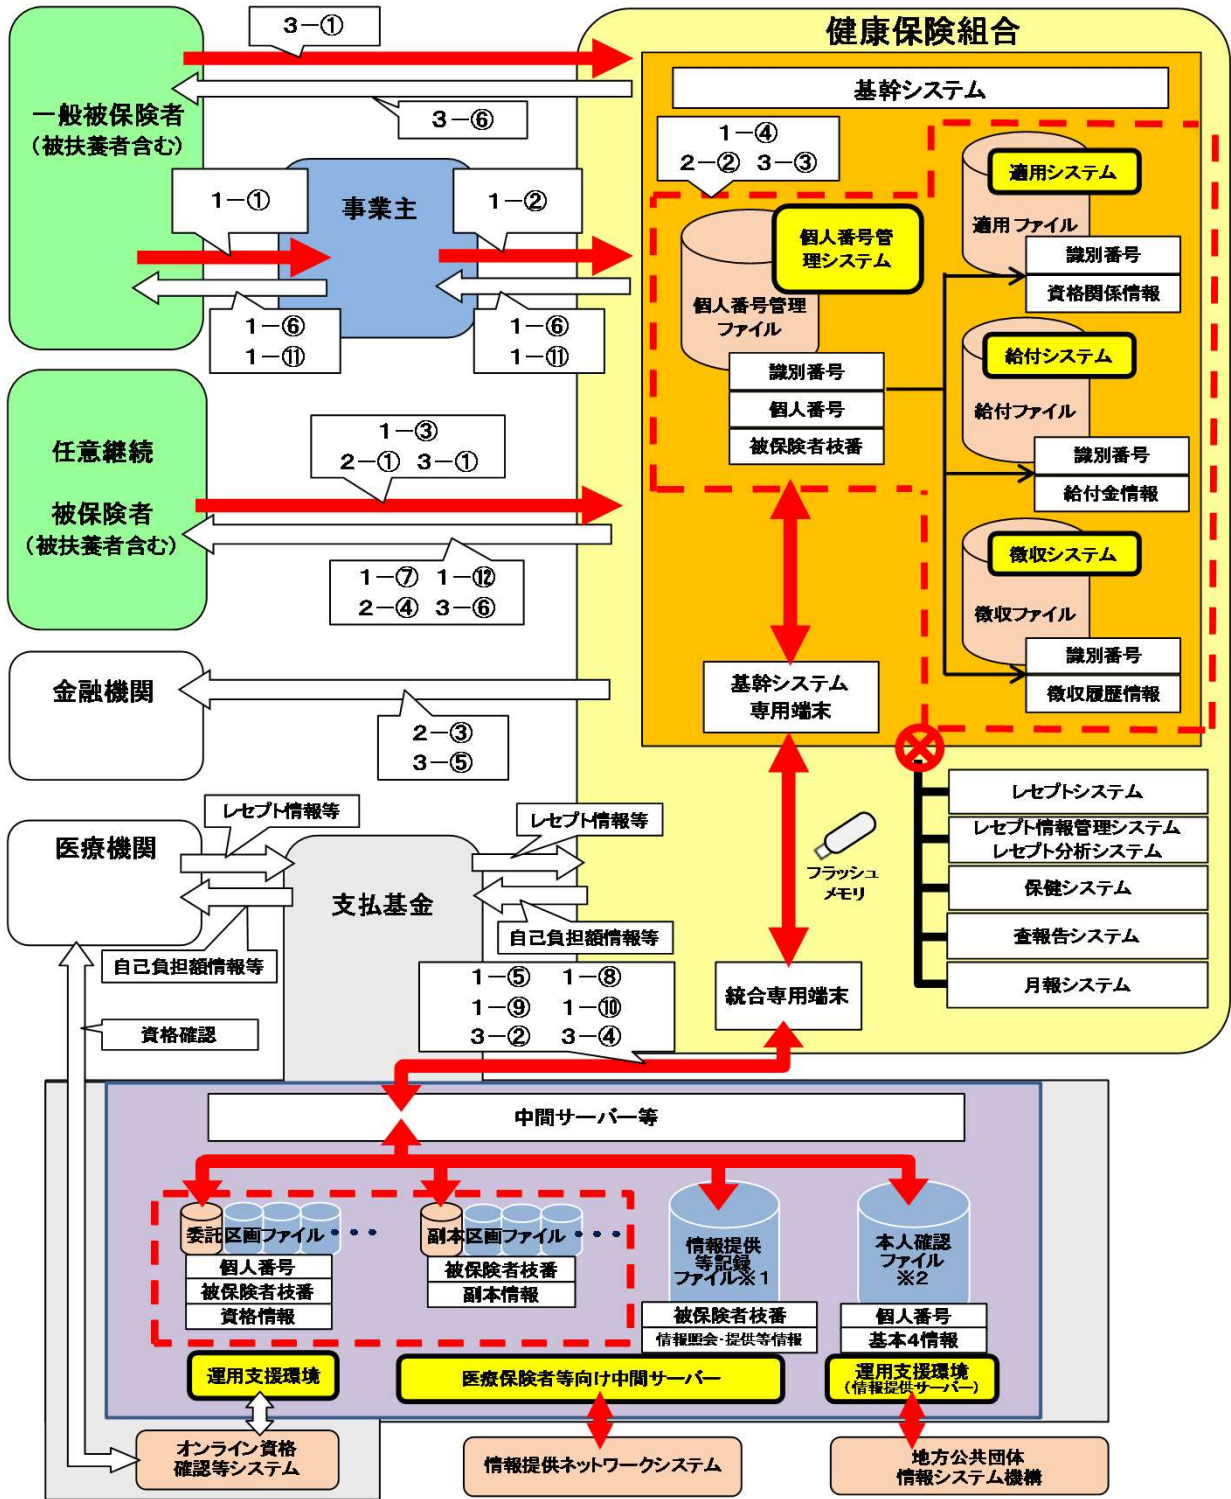 3－①
健康保険組合
基幹システム
一般被保険者
(被扶養者含む)
3－⑥
1－④
2－② 3－③
適用システム
適用ファイル
識別番号
資格関係情報
1－①
事業主
1－②
個人番号管
理システム
個人番号管理
ファイル
識別番号
個人番号
被保険者枝番
1－⑥
1－⑪
1－⑥
1－⑪
給付システム
給付ファイル
識別番号
給付金情報
任意継続
被保険者
(被扶養者含む)
1－③
2－① 3－①
1－⑦ 1－⑫
2－④ 3－⑥
徴収システム
徴収ファイル
識別番号
徴収履歴情報
金融機関
2－③
3－⑤
基幹システム
専用端末
レセプトシステム
レセプト情報管理システム
レセプト分析システム
保健システム
査報告システム
月報システム
フラッシュ
メモリ
医療機関
レセプト情報等
レセプト情報等
支払基金
自己負担額情報等
自己負担額情報等
資格確認
1－⑤ 1－⑧
1－⑨ 1－⑩
3－② 3－④
統合専用端末
中間サーバー等
委託区画ファイル・・・
個人番号
被保険者枝番
資格情報
副本区画ファイル・・・
被保険者枝番
副本情報
情報提供
等記録
ファイル※1
被保険者枝番
情報照会・提供等情報
本人確認
ファイル
※2
個人番号
基本4情報
運用支援環境
医療保険者等向け中間サーバー
運用支援環境
(情報提供サーバー)
オンライン資格
確認等システム
情報提供ネットワークシステム
地方公共団体
情報システム機構